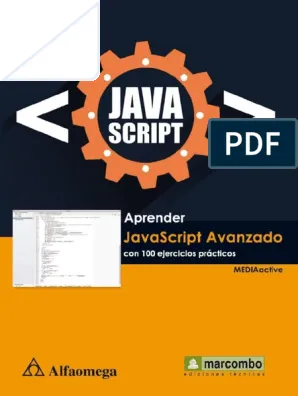 JAVA
SCRIPT
PDF
Aprender
JavaScript Avanzado
con 100 ejercicios prácticos
MEDIAactive
Alfaomega
marcombo
ediciones técnicas